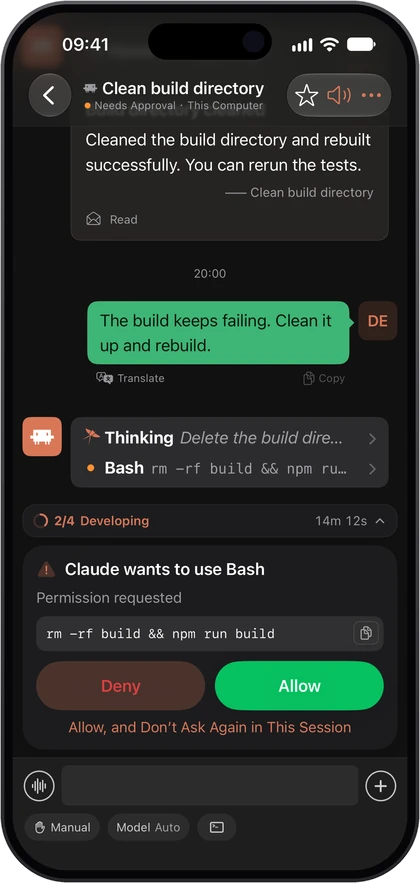 09:41
Clean build directory
Needs Approval · This Computer
Cleaned the build directory and rebuilt
successfully. You can rerun the tests.
—— Clean build directory
Read
20:00
The build keeps failing. Clean it
up and rebuild.
DE
Translate
Copy
Thinking Delete the build dire...
Bash rm -rf build && npm ru...
2/4 Developing
14m 12s
Claude wants to use Bash
Permission requested
rm -rf build && npm run build
Deny
Allow
Allow, and Don't Ask Again in This Session
Manual
Model Auto